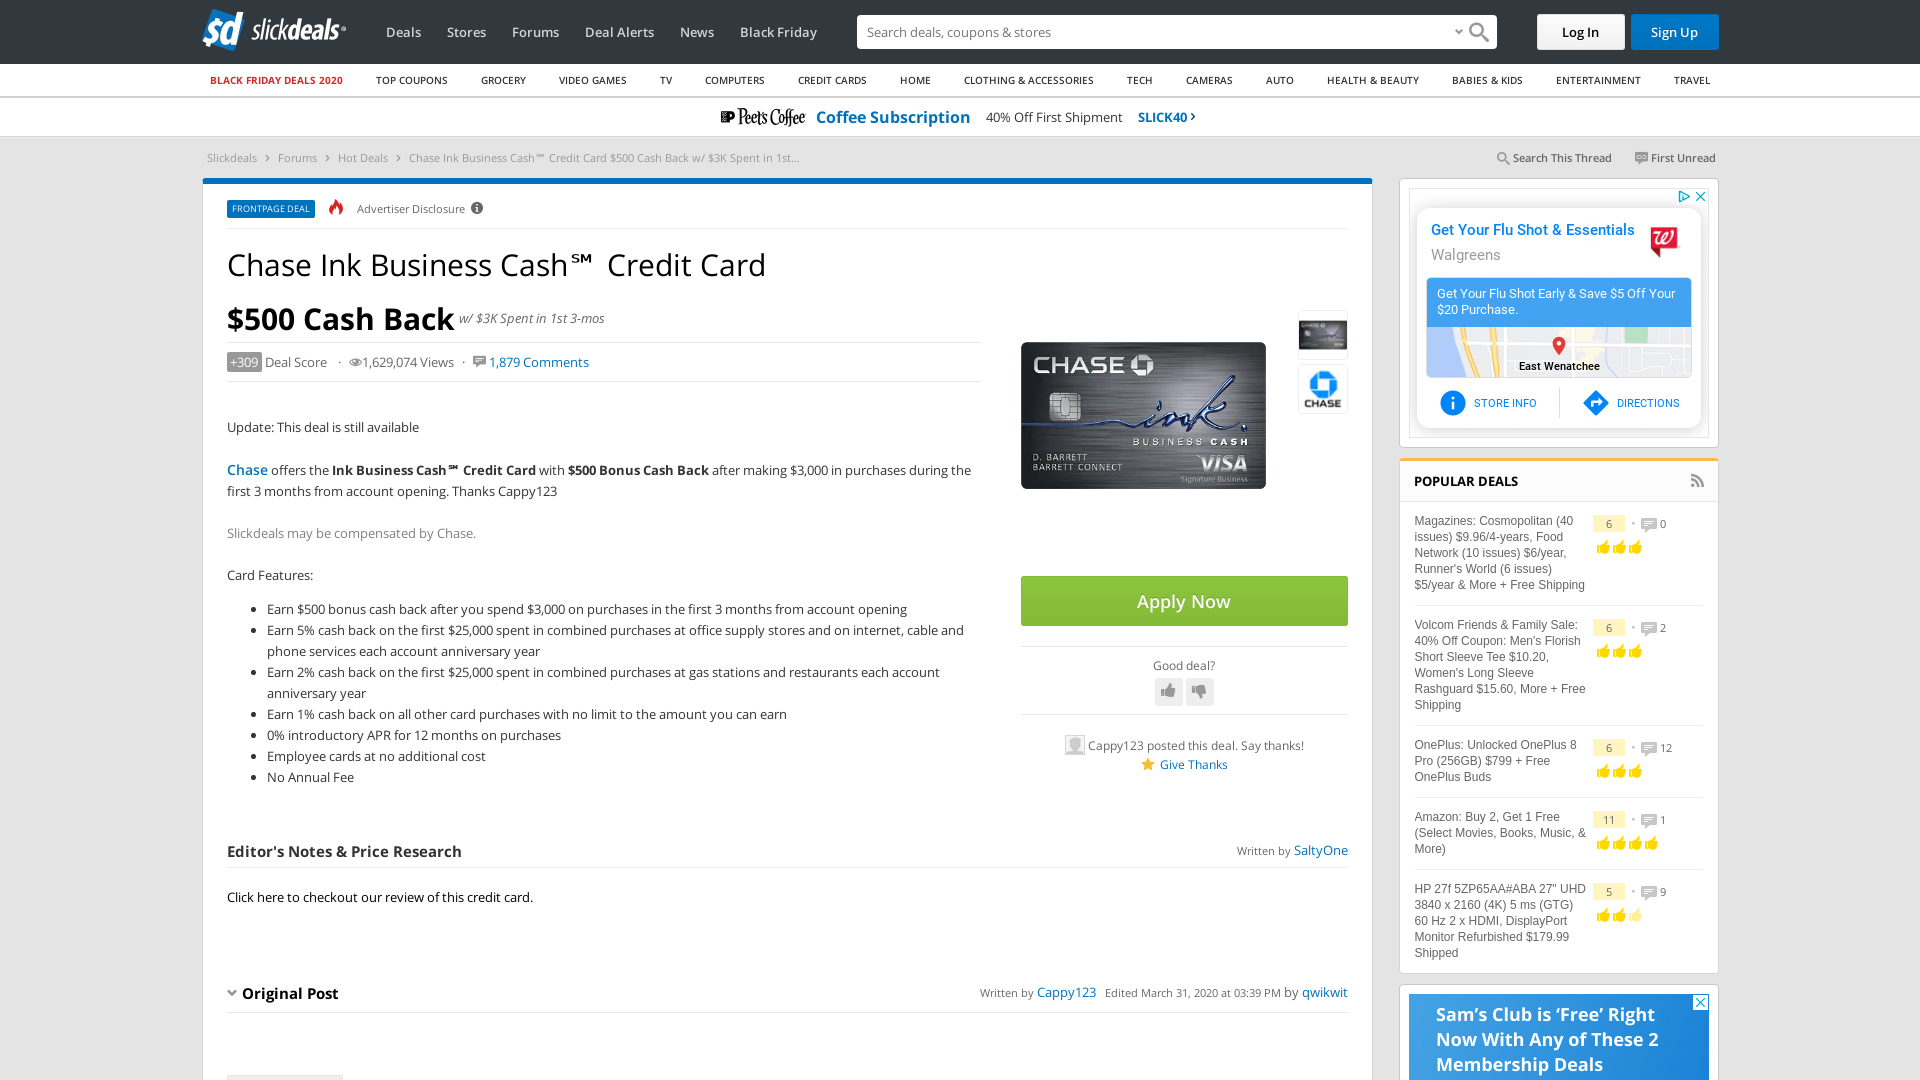 slickdeals
Deals Stores Forums Deal Alerts News Black Friday
Search deals, coupons & stores
Log In Sign Up
BLACK FRIDAY DEALS 2020 TOP COUPONS GROCERY VIDEO GAMES TV COMPUTERS CREDIT CARDS HOME CLOTHING & ACCESSORIES TECH CAMERAS AUTO HEALTH & BEAUTY BABIES & KIDS ENTERTAINMENT TRAVEL
Peet's Coffee Coffee Subscription 40% Off First Shipment SLICK40
Slickdeals Forums Hot Deals Chase Ink Business Cash℠ Credit Card $500 Cash Back w/ $3K Spent in 1st...
Search This Thread First Unread
FRONTPAGE DEAL Advertiser Disclosure
Chase Ink Business Cash℠ Credit Card
$500 Cash Back w/ $3K Spent in 1st 3-mos
+309 Deal Score · 1,629,074 Views · 1,879 Comments
Update: This deal is still available
Chase offers the Ink Business Cash℠ Credit Card with $500 Bonus Cash Back after making $3,000 in purchases during the
first 3 months from account opening. Thanks Cappy123
Slickdeals may be compensated by Chase.
Card Features:
Earn $500 bonus cash back after you spend $3,000 on purchases in the first 3 months from account opening
Earn 5% cash back on the first $25,000 spent in combined purchases at office supply stores and on internet, cable and
phone services each account anniversary year
Earn 2% cash back on the first $25,000 spent in combined purchases at gas stations and restaurants each account
anniversary year
Earn 1% cash back on all other card purchases with no limit to the amount you can earn
0% introductory APR for 12 months on purchases
Employee cards at no additional cost
No Annual Fee
CHASE
ink.
BUSINESS CASH
D. BARRETT
BARRETT CONNECT
VISA
Signature Business
CHASE
Apply Now
Good deal?
Cappy123 posted this deal. Say thanks!
Give Thanks
Editor's Notes & Price Research
Written by SaltyOne
Click here to checkout our review of this credit card.
Original Post
Written by Cappy123 Edited March 31, 2020 at 03:39 PM by qwikwit
Get Your Flu Shot & Essentials
Walgreens
Get Your Flu Shot Early & Save $5 Off Your
$20 Purchase.
East Wenatchee
STORE INFO DIRECTIONS
POPULAR DEALS
Magazines: Cosmopolitan (40
issues) $9.96/4-years, Food
Network (10 issues) $6/year,
Runner's World (6 issues)
$5/year & More + Free Shipping
6 • 0
Volcom Friends & Family Sale:
40% Off Coupon: Men's Florish
Short Sleeve Tee $10.20,
Women's Long Sleeve
Rashguard $15.60, More + Free
Shipping
6 • 2
OnePlus: Unlocked OnePlus 8
Pro (256GB) $799 + Free
OnePlus Buds
6 • 12
Amazon: Buy 2, Get 1 Free
(Select Movies, Books, Music, &
More)
11 • 1
HP 27f 5ZP65AA#ABA 27" UHD
3840 x 2160 (4K) 5 ms (GTG)
60 Hz 2 x HDMI, DisplayPort
Monitor Refurbished $179.99
Shipped
5 • 9
Sam's Club is 'Free' Right
Now With Any of These 2
Membership Deals